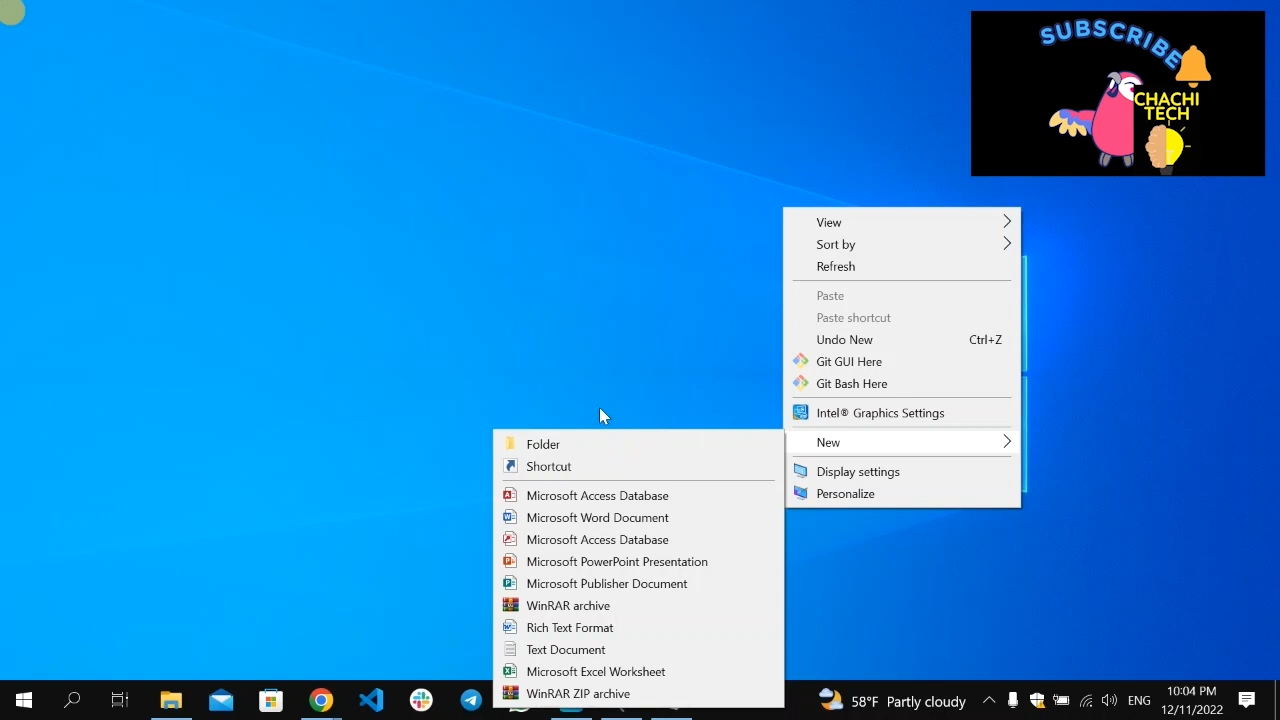 SUBSCRIBE
CHACHI
TECH
View
Sort by
Refresh
Paste
Paste shortcut
Undo New Ctrl+Z
Git GUI Here
Git Bash Here
Intel® Graphics Settings
New
Display settings
Personalize
Folder
Shortcut
Microsoft Access Database
Microsoft Word Document
Microsoft Access Database
Microsoft PowerPoint Presentation
Microsoft Publisher Document
WinRAR archive
Rich Text Format
Text Document
Microsoft Excel Worksheet
WinRAR ZIP archive
58°F Partly cloudy
ENG
10:04 PM
12/11/2022